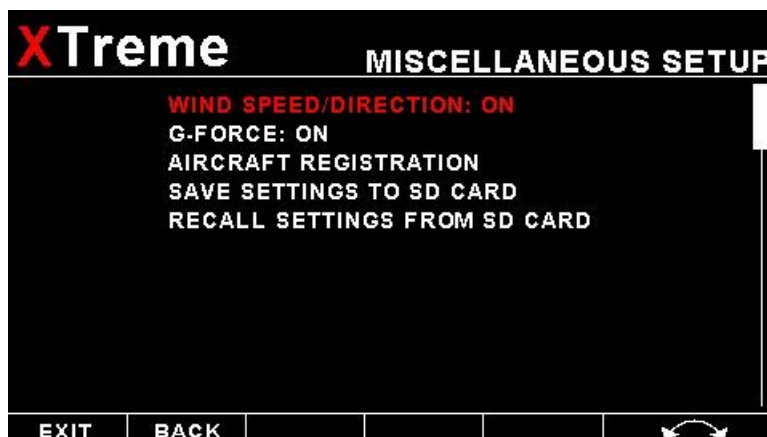 XTreme
MISCELLANEOUS SETUP
WIND SPEED/DIRECTION: ON
G-FORCE: ON
AIRCRAFT REGISTRATION
SAVE SETTINGS TO SD CARD
RECALL SETTINGS FROM SD CARD
EXIT BACK